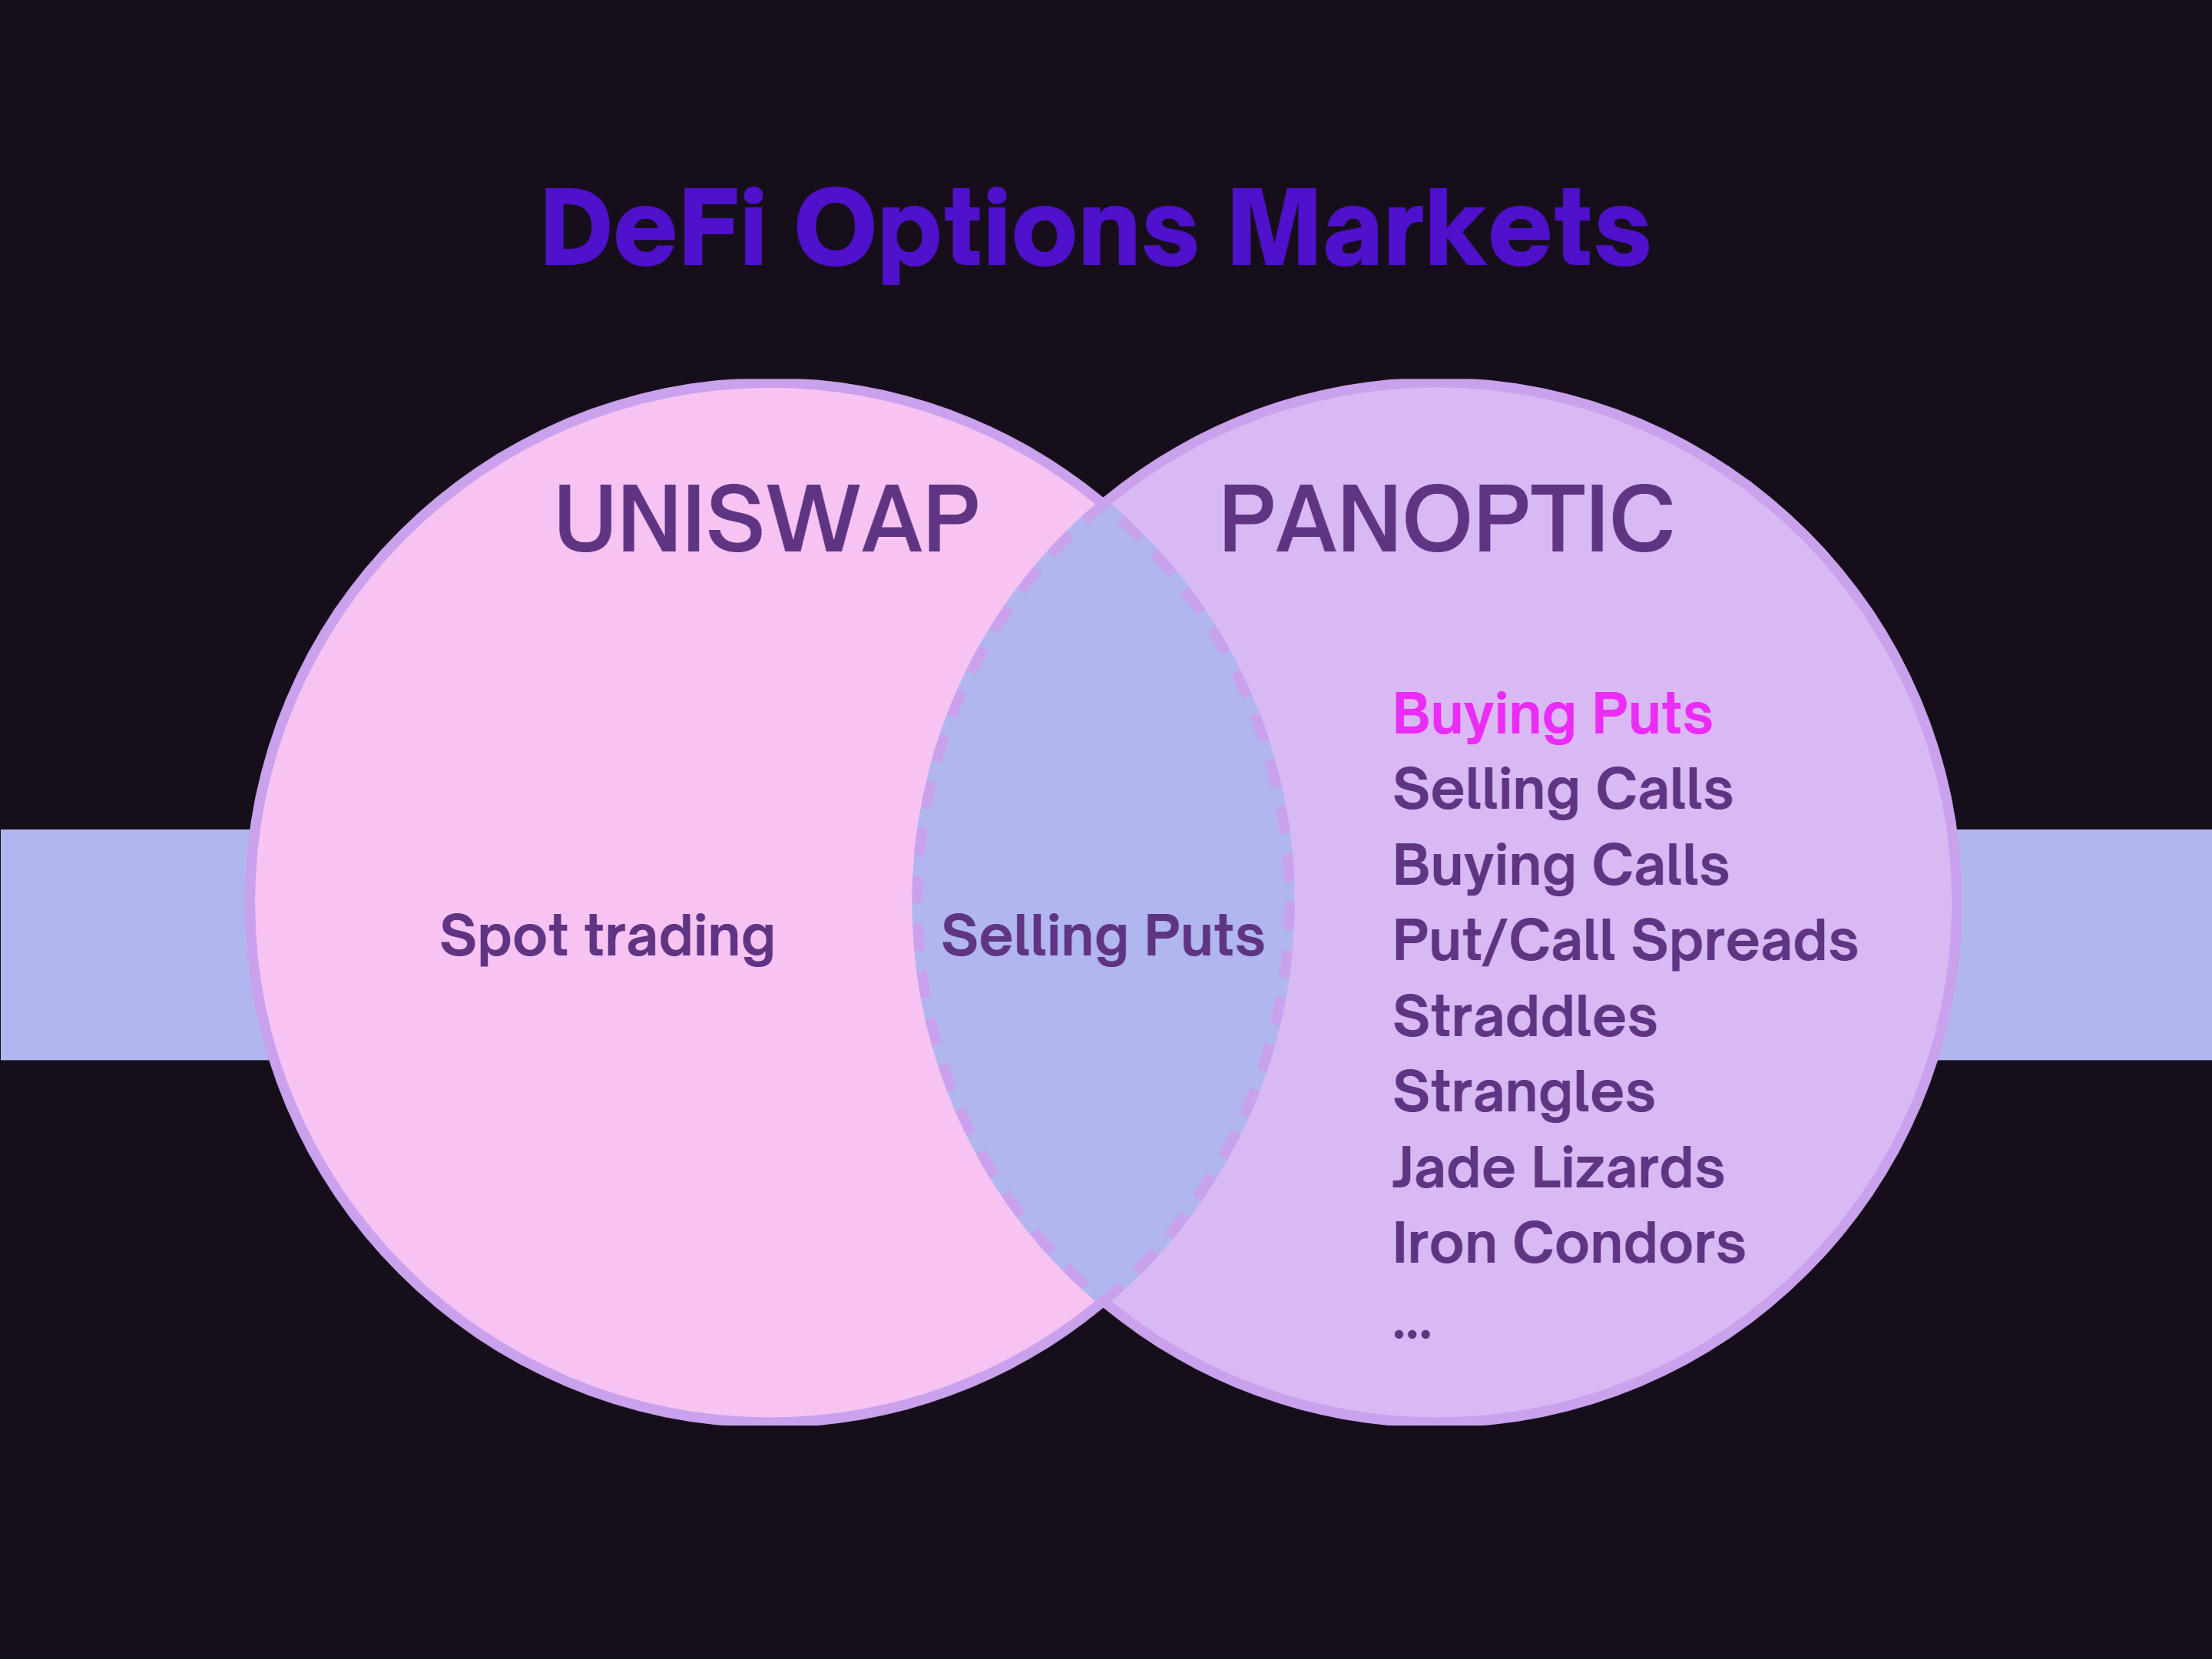 DeFi Options Markets
UNISWAP
PANOPTIC
Spot trading
Selling Puts
Buying Puts
Selling Calls
Buying Calls
Put/Call Spreads
Straddles
Strangles
Jade Lizards
Iron Condors
...